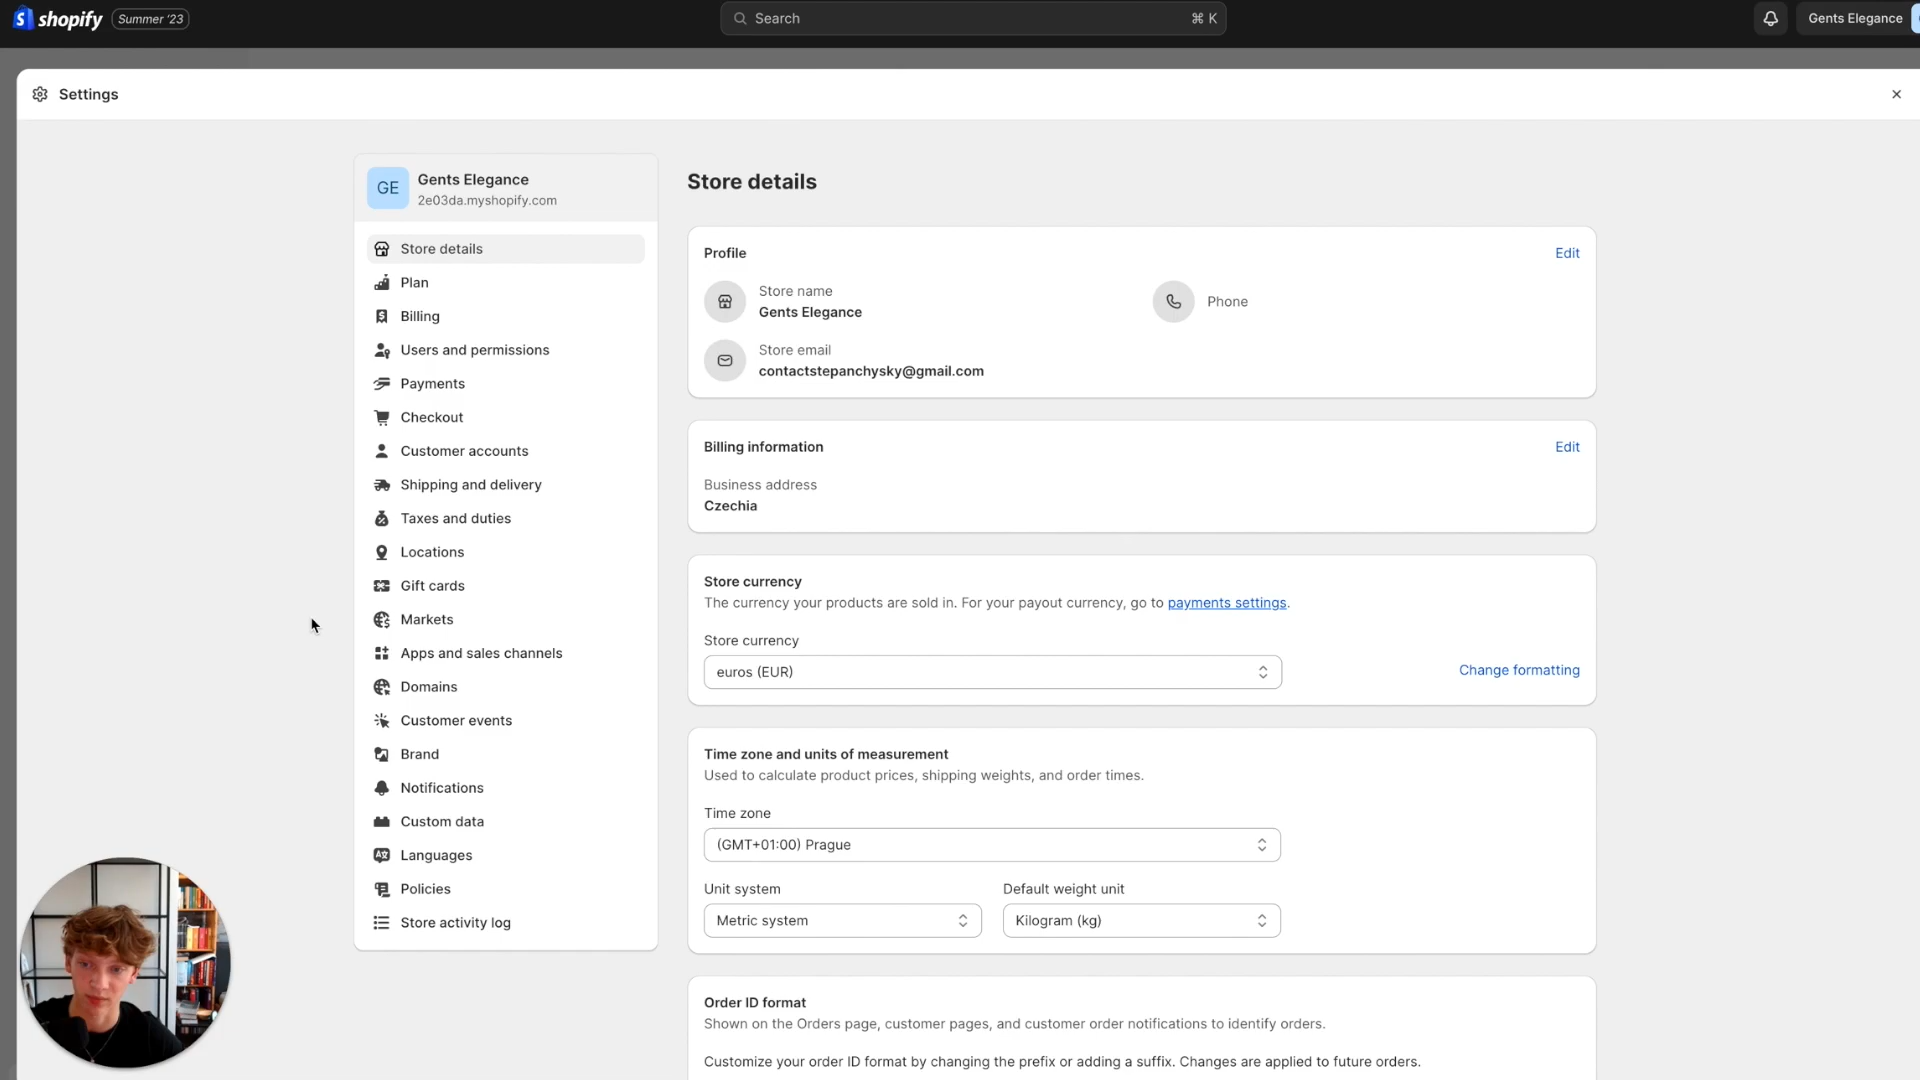 shopify Summer '23
Search ⌘ K
Gents Elegance
Settings
GE
Gents Elegance
2e03da.myshopify.com
Store details
Plan
Billing
Users and permissions
Payments
Checkout
Customer accounts
Shipping and delivery
Taxes and duties
Locations
Gift cards
Markets
Apps and sales channels
Domains
Customer events
Brand
Notifications
Custom data
Languages
Policies
Store activity log
Store details
Profile Edit
Store name
Gents Elegance
Phone
Store email
contactstepanchysky@gmail.com
Billing information Edit
Business address
Czechia
Store currency
The currency your products are sold in. For your payout currency, go to payments settings.
Store currency
euros (EUR)
Change formatting
Time zone and units of measurement
Used to calculate product prices, shipping weights, and order times.
Time zone
(GMT+01:00) Prague
Unit system Default weight unit
Metric system Kilogram (kg)
Order ID format
Shown on the Orders page, customer pages, and customer order notifications to identify orders.
Customize your order ID format by changing the prefix or adding a suffix. Changes are applied to future orders.